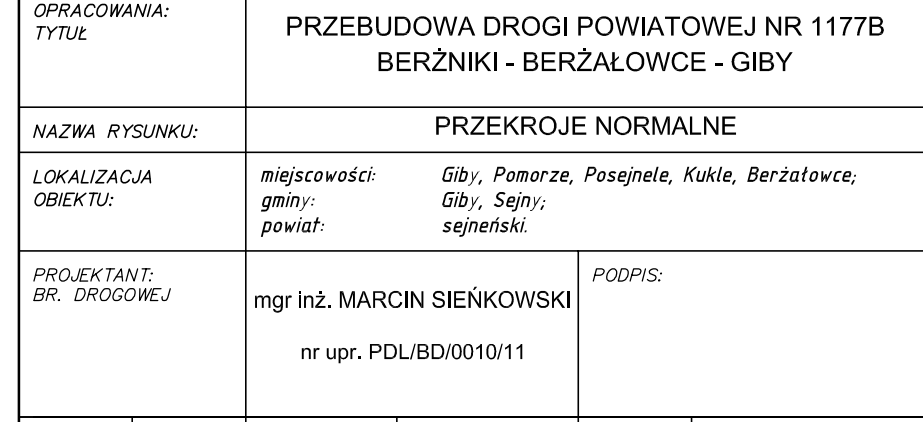 OPRACOWANIA:
TYTUŁ
PRZEBUDOWA DROGI POWIATOWEJ NR 1177B
BERŻNIKI - BERŻAŁOWCE - GIBY
NAZWA RYSUNKU:
PRZEKROJE NORMALNE
LOKALIZACJA
OBIEKTU:
miejscowości: Giby, Pomorze, Posejnele, Kukle, Berżałowce;
gminy: Giby, Sejny;
powiat: sejneński.
PROJEKTANT:
BR. DROGOWEJ
mgr inż. MARCIN SIEŃKOWSKI
nr upr. PDL/BD/0010/11
PODPIS: